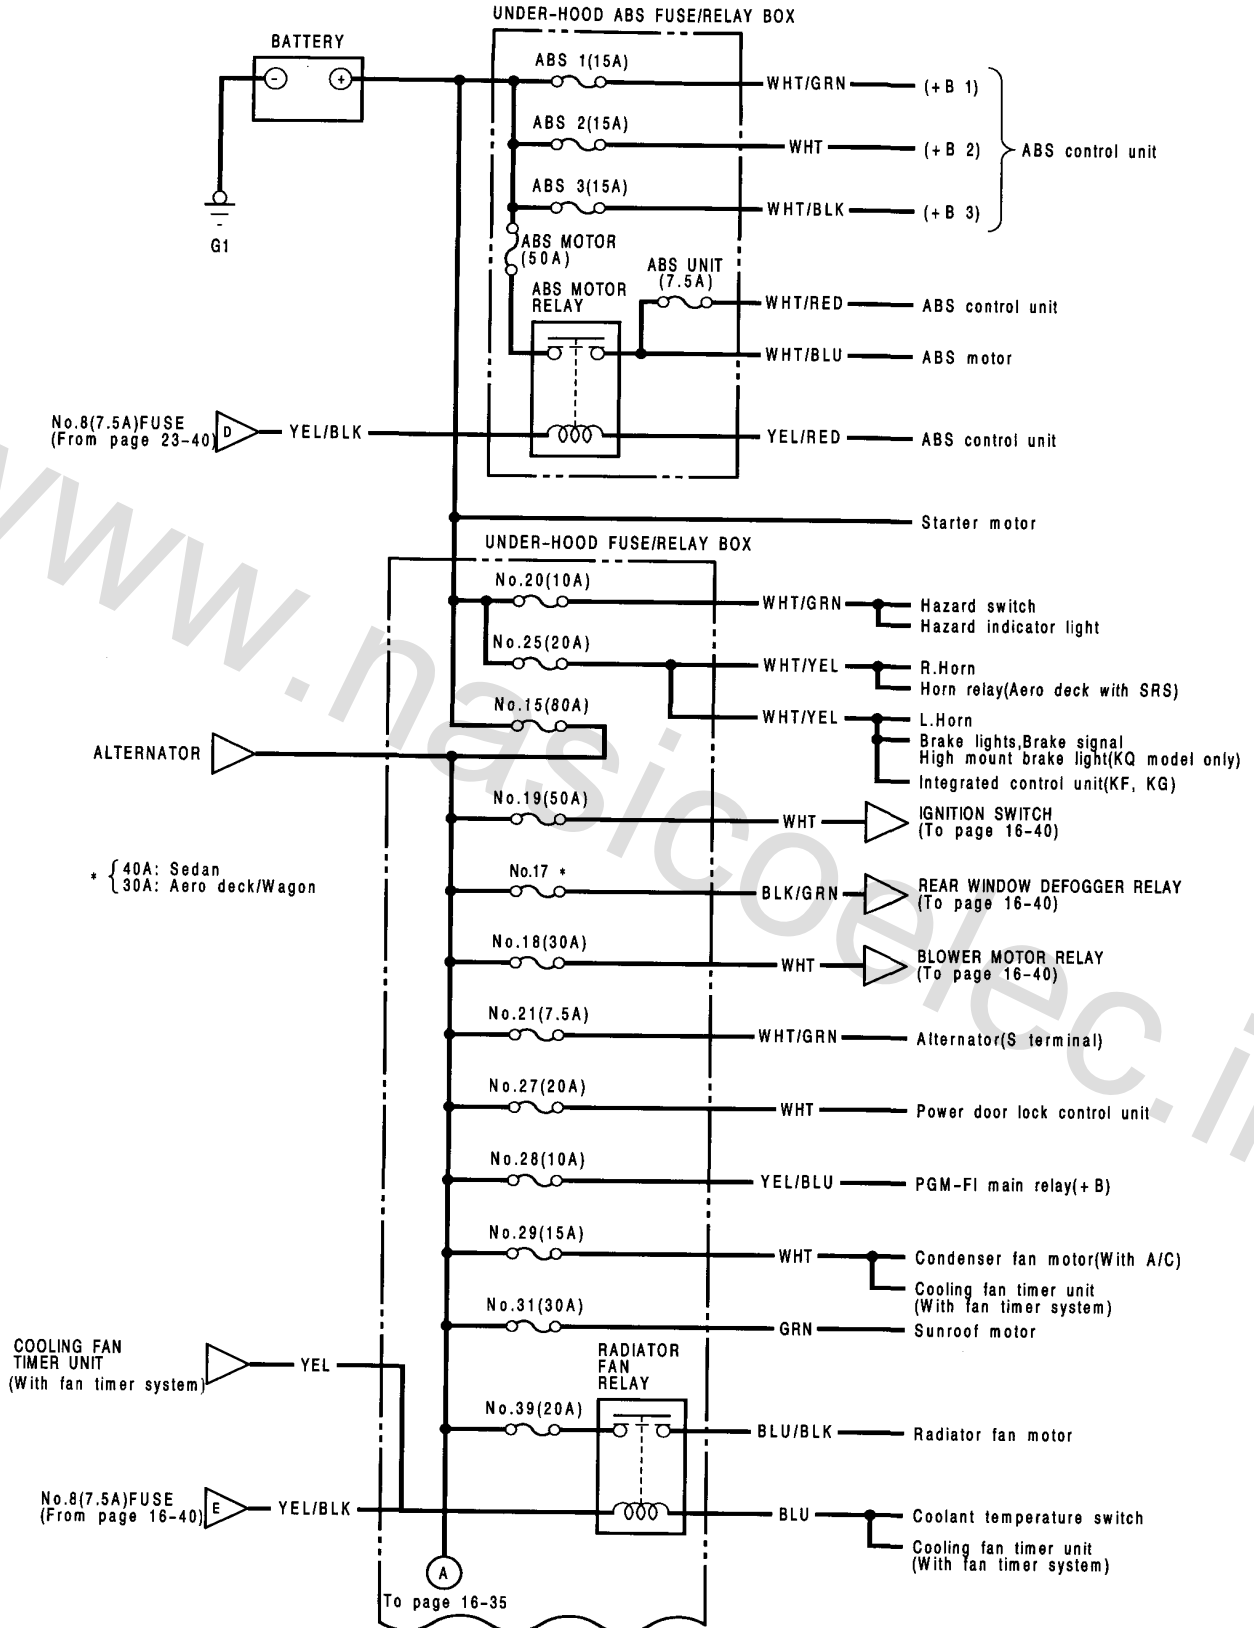 UNDER-HOOD ABS FUSE/RELAY BOX
BATTERY
- +
G1
ABS 1(15A)
WHT/GRN
(+B 1)
ABS 2(15A)
WHT
(+B 2)
ABS control unit
ABS 3(15A)
WHT/BLK
(+B 3)
ABS MOTOR
(50A)
ABS UNIT
(7.5A)
ABS MOTOR
RELAY
WHT/RED
ABS control unit
WHT/BLU
ABS motor
No.8(7.5A)FUSE
(From page 23-40)
D
YEL/BLK
YEL/RED
ABS control unit
Starter motor
UNDER-HOOD FUSE/RELAY BOX
No.20(10A)
WHT/GRN
Hazard switch
Hazard indicator light
No.25(20A)
WHT/YEL
R.Horn
Horn relay(Aero deck with SRS)
No.15(80A)
WHT/YEL
L.Horn
Brake lights,Brake signal
High mount brake light(KQ model only)
Integrated control unit(KF, KG)
ALTERNATOR
No.19(50A)
WHT
IGNITION SWITCH
(To page 16-40)
* 40A: Sedan
30A: Aero deck/Wagon
No.17 *
BLK/GRN
REAR WINDOW DEFOGGER RELAY
(To page 16-40)
No.18(30A)
WHT
BLOWER MOTOR RELAY
(To page 16-40)
No.21(7.5A)
WHT/GRN
Alternator(S terminal)
No.27(20A)
WHT
Power door lock control unit
No.28(10A)
YEL/BLU
PGM-FI main relay(+B)
No.29(15A)
WHT
Condenser fan motor(With A/C)
Cooling fan timer unit
(With fan timer system)
No.31(30A)
GRN
Sunroof motor
COOLING FAN
TIMER UNIT
(With fan timer system)
YEL
RADIATOR
FAN
RELAY
No.39(20A)
BLU/BLK
Radiator fan motor
No.8(7.5A)FUSE
(From page 16-40)
E
YEL/BLK
BLU
Coolant temperature switch
Cooling fan timer unit
(With fan timer system)
A
To page 16-35
www.nasicoelec.i